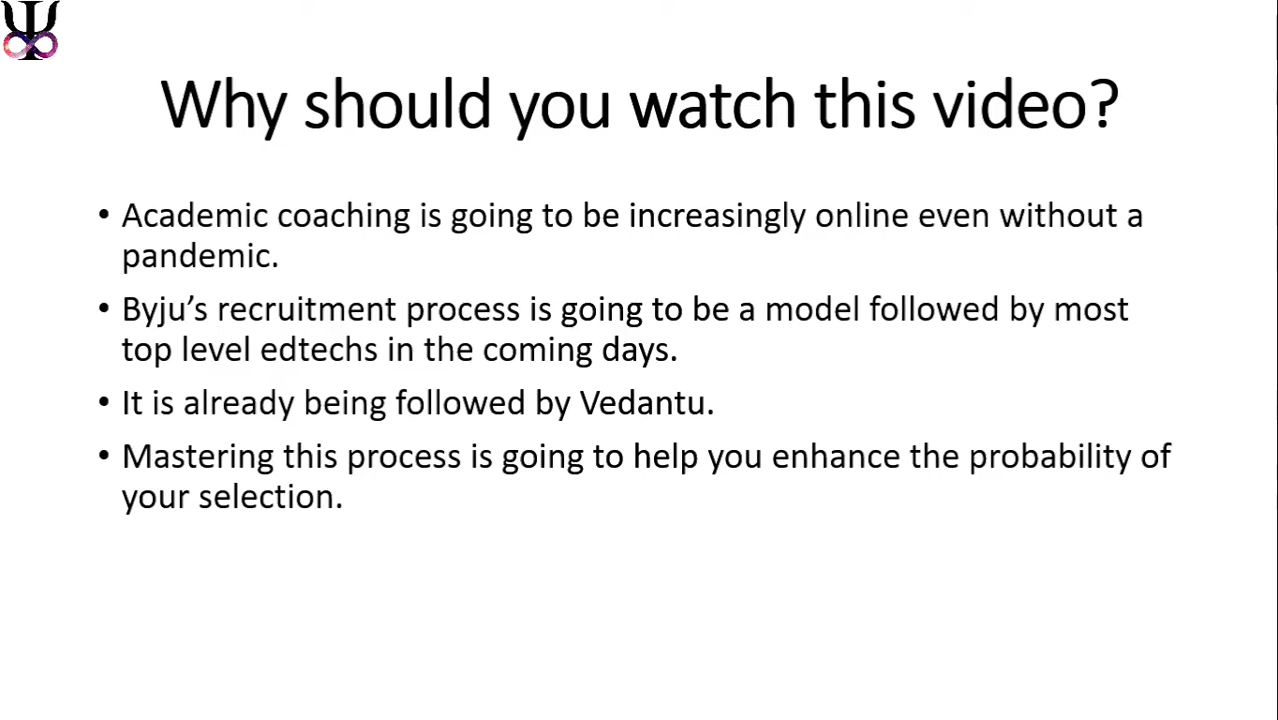 Why should you watch this video?
• Academic coaching is going to be increasingly online even without a
pandemic.
• Byju’s recruitment process is going to be a model followed by most
top level edtechs in the coming days.
• It is already being followed by Vedantu.
• Mastering this process is going to help you enhance the probability of
your selection.